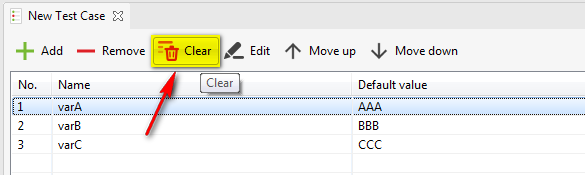 New Test Case
Add Remove Clear Edit Move up Move down
No. Name Default value
Clear
1 varA AAA
2 varB BBB
3 varC CCC